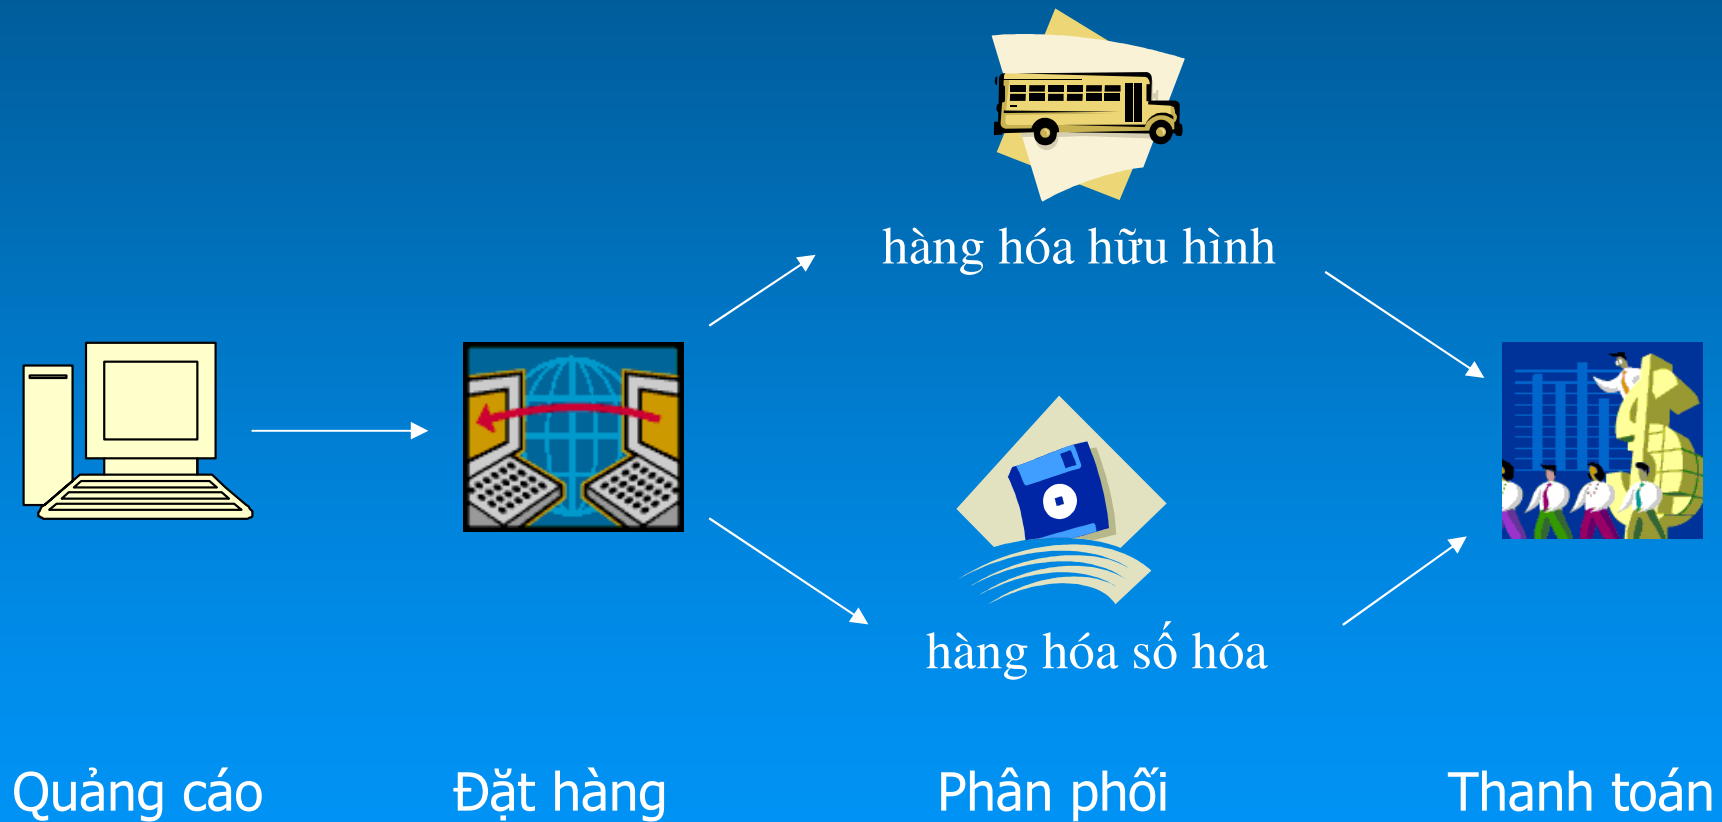 hàng hóa hữu hình
hàng hóa số hóa
Quảng cáo
Đặt hàng
Phân phối
Thanh toán